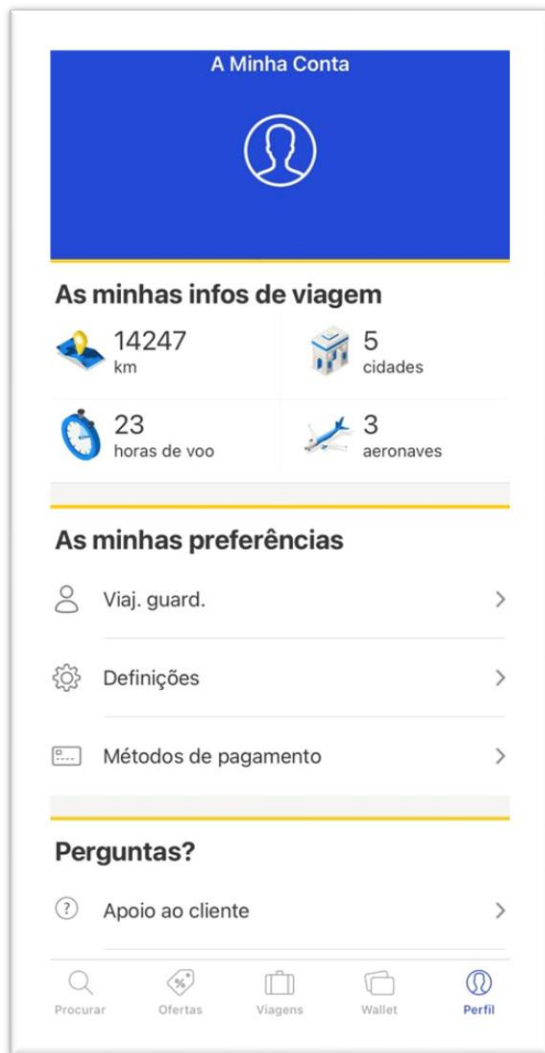 A Minha Conta
As minhas infos de viagem
14247
km
5
cidades
23
horas de voo
3
aeronaves
As minhas preferências
Viaj. guard.
Definições
Métodos de pagamento
Perguntas?
Apoio ao cliente
Procurar
Ofertas
Viagens
Wallet
Perfil